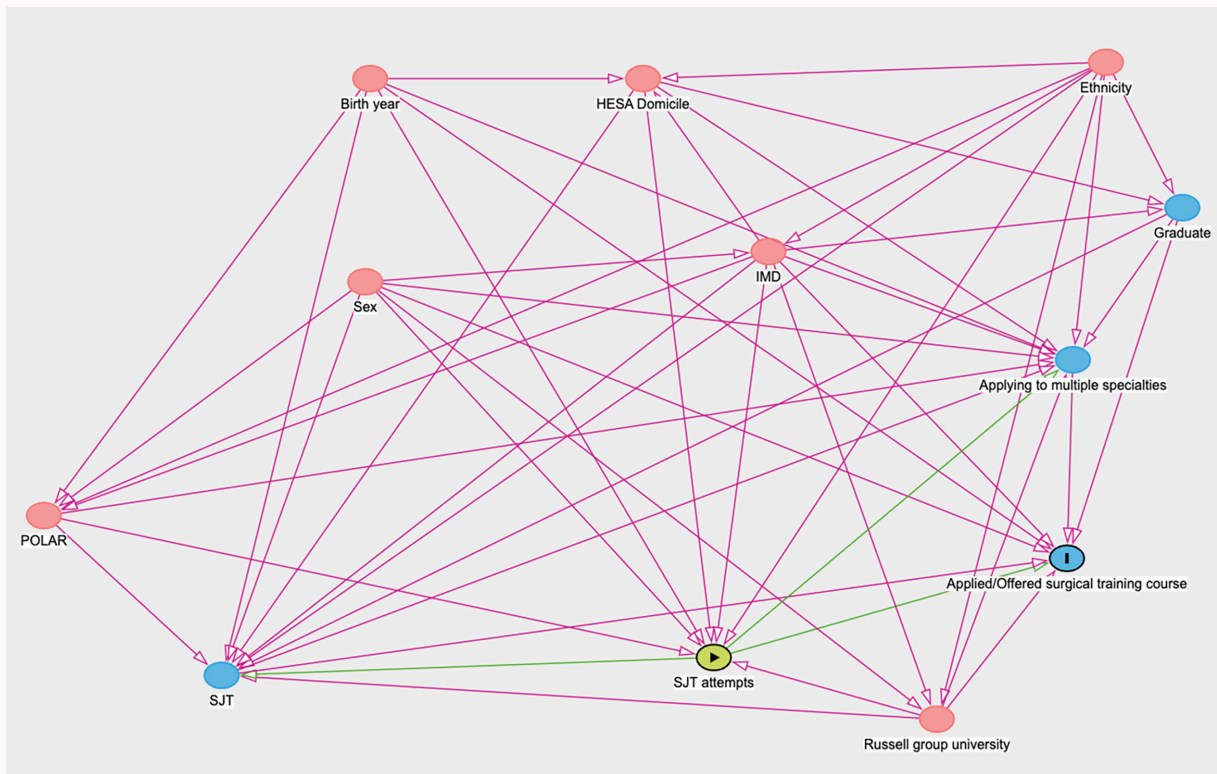 Birth year
HESA Domicile
Ethnicity
Graduate
IMD
Sex
Applying to multiple specialties
POLAR
Applied/Offered surgical training course
SJT
SJT attempts
Russell group university